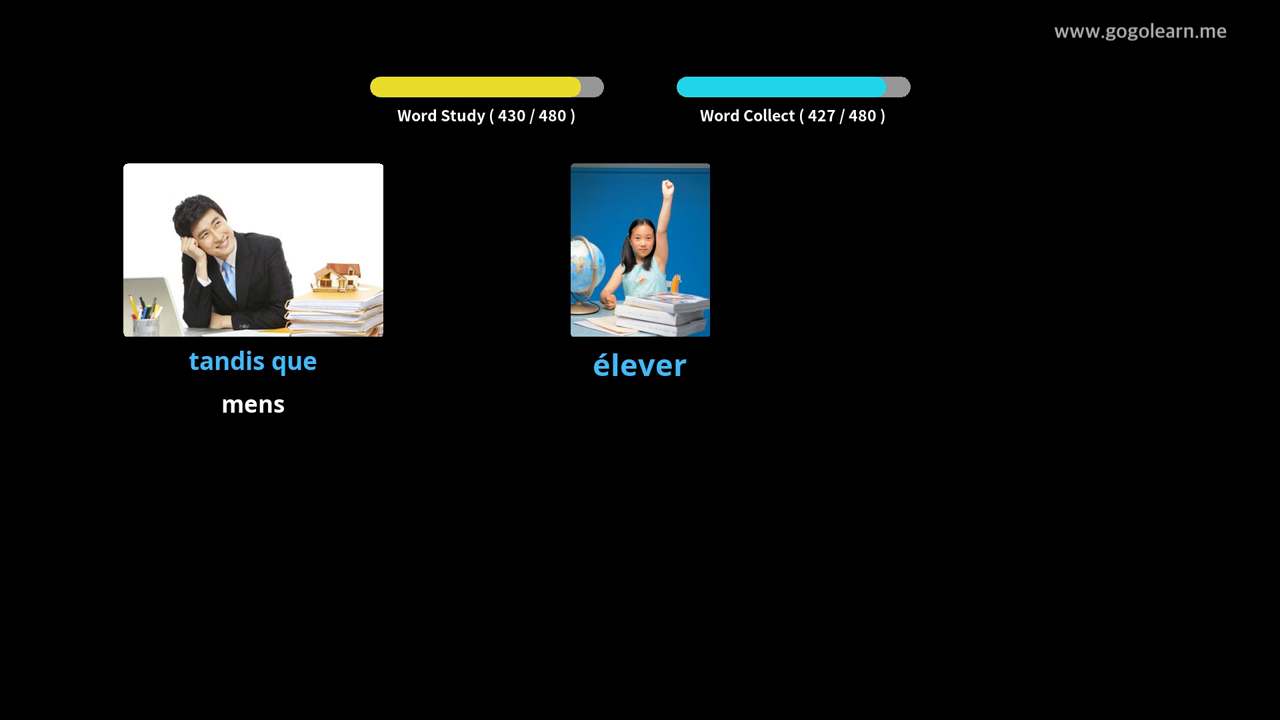 www.gogolearn.me
Word Study ( 430 / 480 )
Word Collect ( 427 / 480 )
tandis que
mens
élever